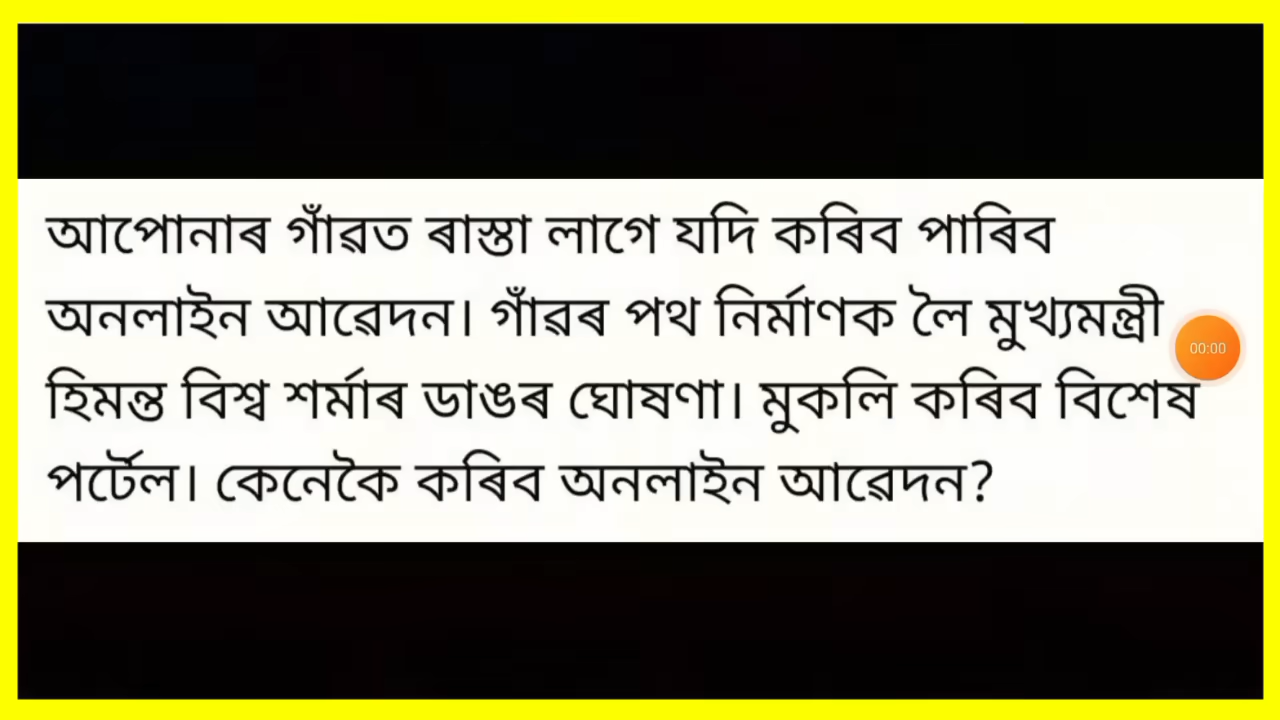 আপোনাৰ গাঁৱত ৰাস্তা লাগে যদি কৰিব পাৰিব
অনলাইন আৱেদন। গাঁৱৰ পথ নিৰ্মাণক লৈ মুখ্যমন্ত্ৰী
হিমন্ত বিশ্ব শৰ্মাৰ ডাঙৰ ঘোষণা। মুকলি কৰিব বিশেষ
পৰ্টেল। কেনেকৈ কৰিব অনলাইন আৱেদন?
00:00